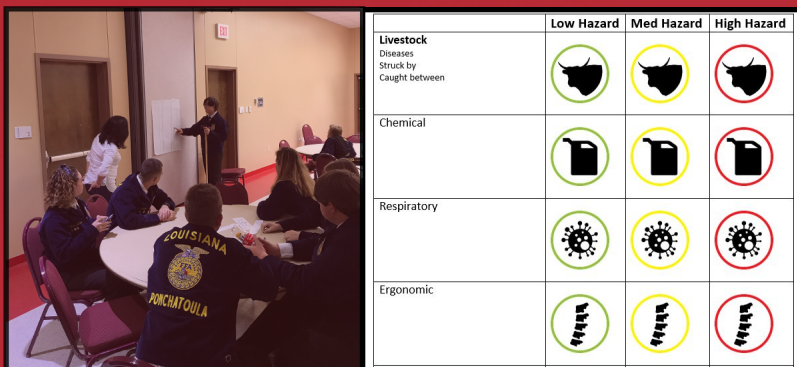 EXIT
LOUISIANA
PONCHATOULA
Low Hazard Med Hazard High Hazard
Livestock
Diseases
Struck by
Caught between
Chemical
Respiratory
Ergonomic